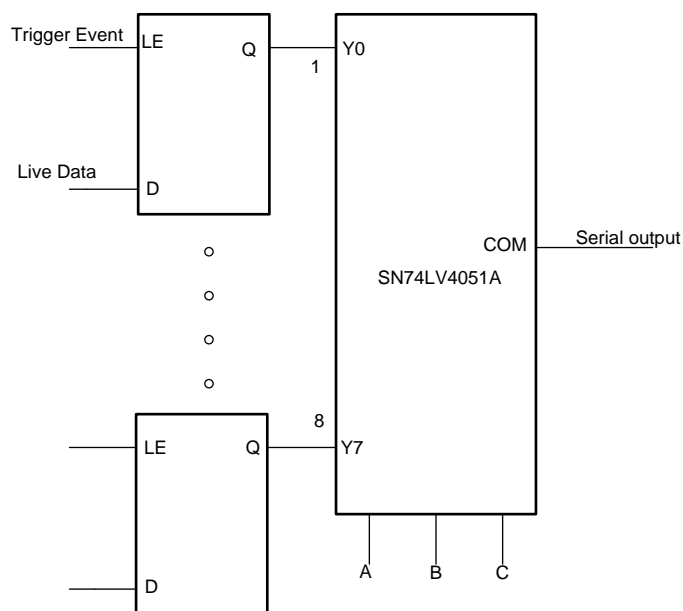 Trigger Event
LE
Q
1
Y0
Live Data
D
COM
Serial output
SN74LV4051A
8
LE
Q
Y7
A
B
C
D